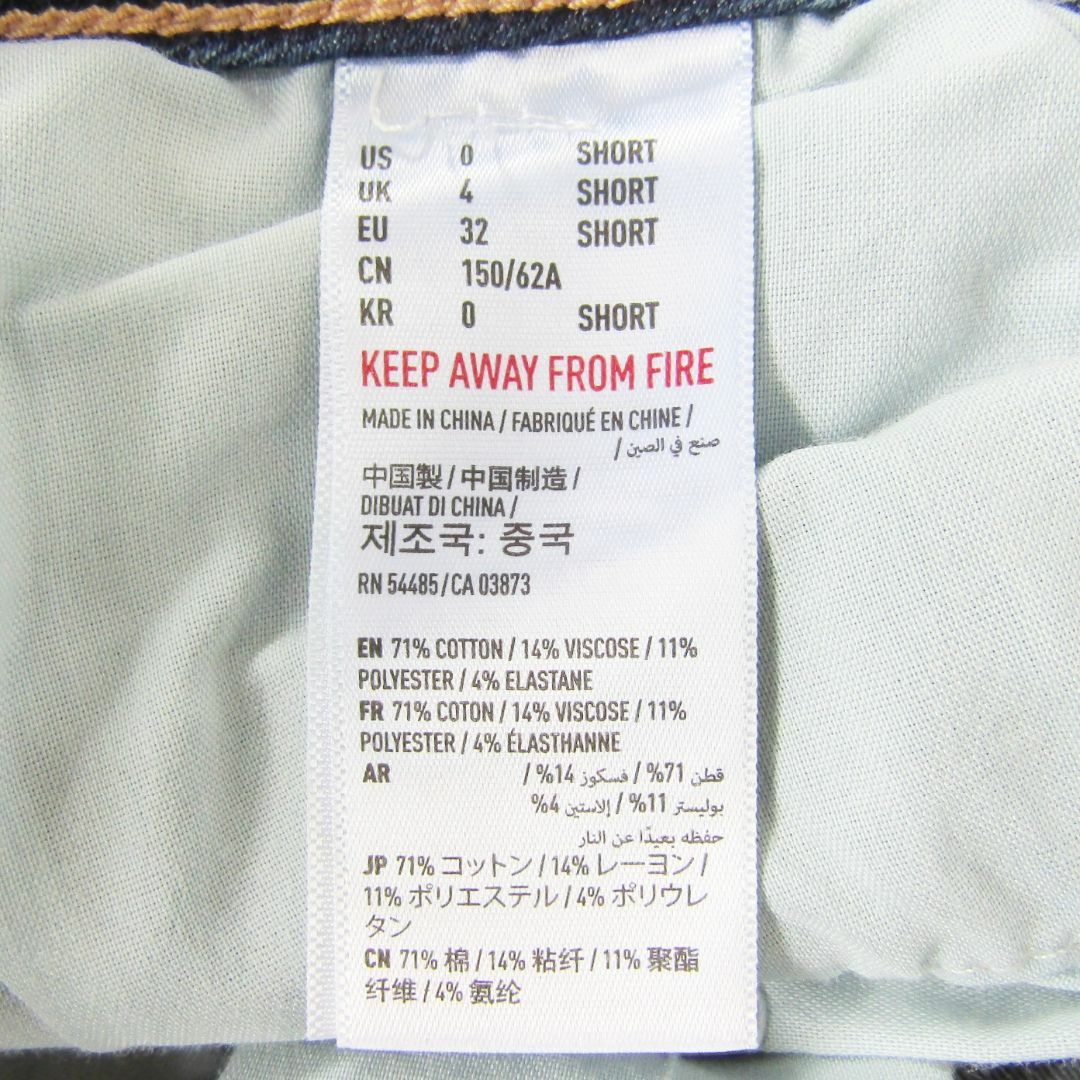 US 0 SHORT
UK 4 SHORT
EU 32 SHORT
CN 150/62A
KR 0 SHORT
KEEP AWAY FROM FIRE
MADE IN CHINA / FABRIQUÉ EN CHINE /
صنع في الصين /
中国製 / 中国制造 /
DIBUAT DI CHINA /
제조국: 중국
RN 54485 / CA 03873
EN 71% COTTON / 14% VISCOSE / 11%
POLYESTER / 4% ELASTANE
FR 71% COTON / 14% VISCOSE / 11%
POLYESTER / 4% ÉLASTHANNE
AR قطن 71% / فسكوز 14% /
بوليستر 11% / إلاستين 4%
حفظه بعيدًا عن النار
JP 71% コットン / 14% レーヨン /
11% ポリエステル / 4% ポリウレ
タン
CN 71% 棉 / 14% 粘纤 / 11% 聚酯
纤维 / 4% 氨纶